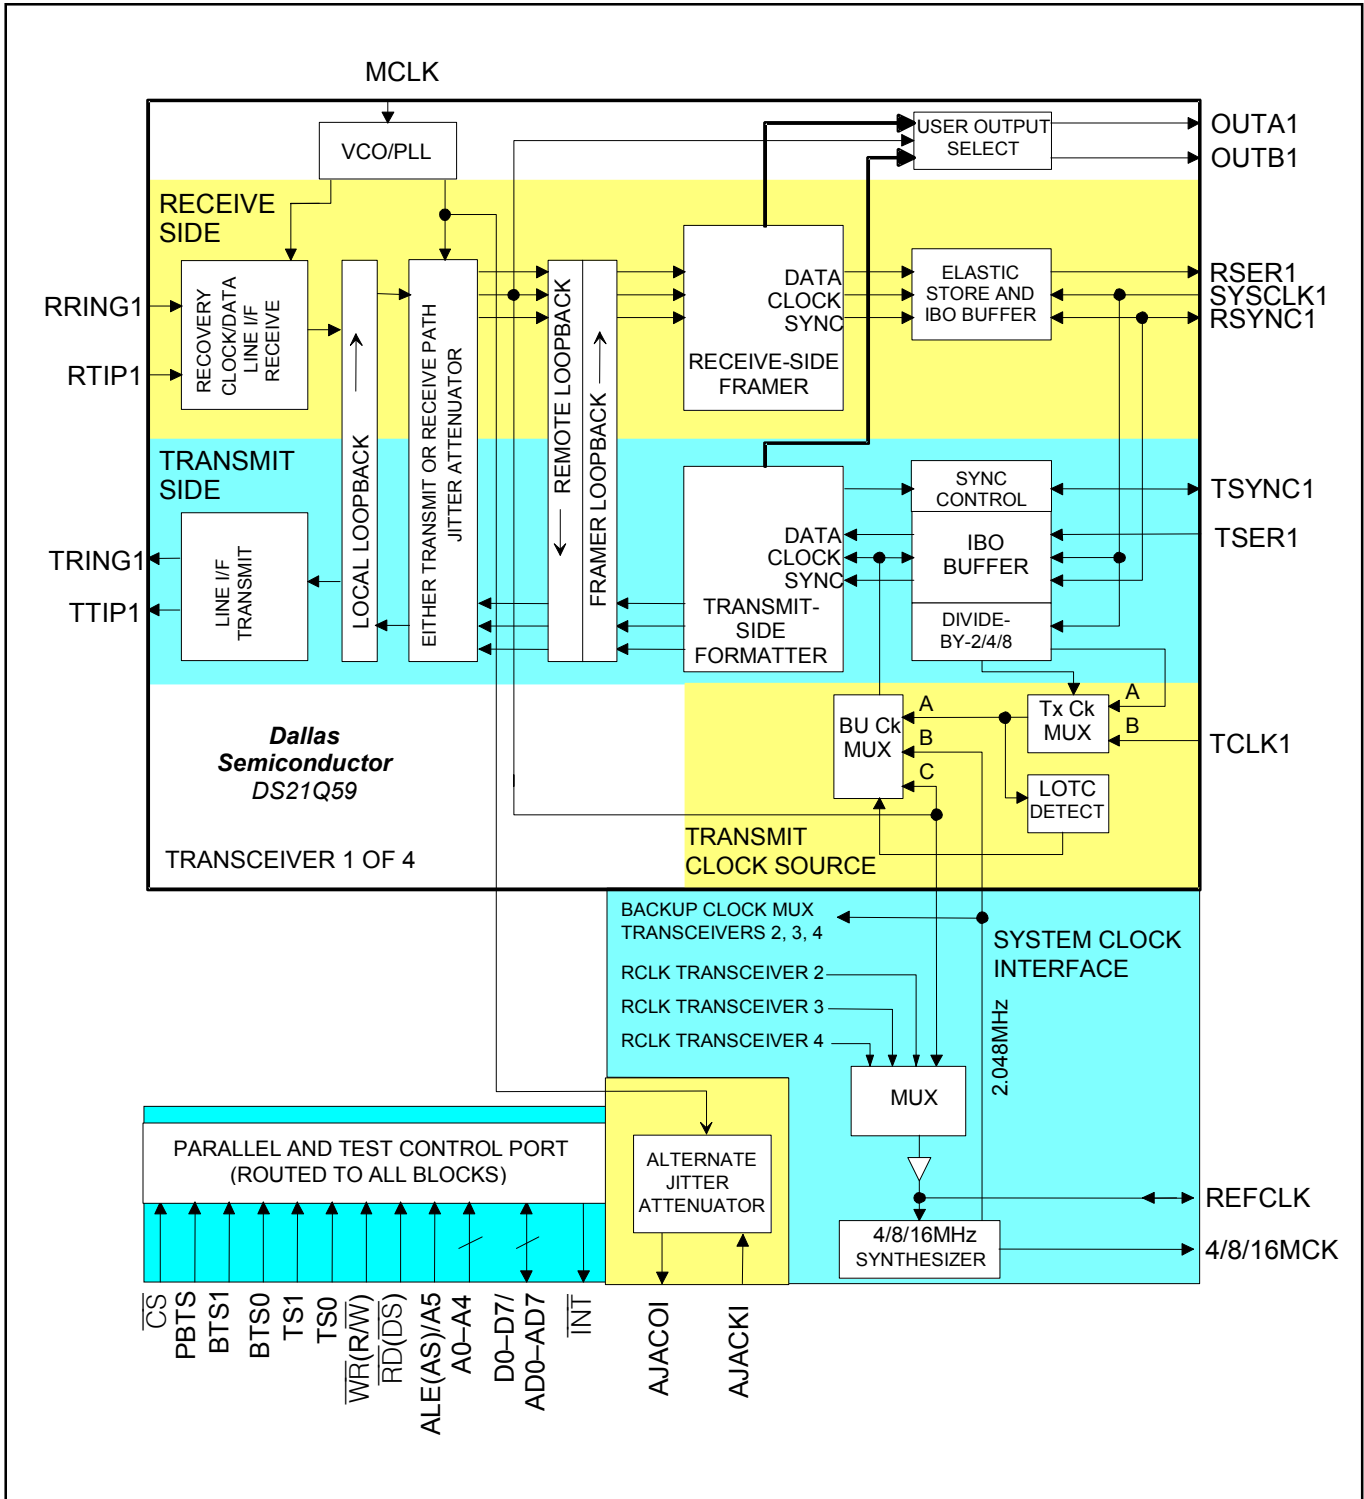 MCLK
VCO/PLL
USER OUTPUT
SELECT
OUTA1
OUTB1
RECEIVE
SIDE
RRING1
RTIP1
RECOVERY
CLOCK/DATA
LINE I/F
RECEIVE
LOCAL LOOPBACK
EITHER TRANSMIT OR RECEIVE PATH
JITTER ATTENUATOR
REMOTE LOOPBACK
FRAMER LOOPBACK
DATA
CLOCK
SYNC
RECEIVE-SIDE
FRAMER
ELASTIC
STORE AND
IBO BUFFER
RSER1
SYSCLK1
RSYNC1
TRANSMIT
SIDE
TRING1
TTIP1
LINE I/F
TRANSMIT
DATA
CLOCK
SYNC
TRANSMIT-
SIDE
FORMATTER
SYNC
CONTROL
IBO
BUFFER
DIVIDE-
BY-2/4/8
TSYNC1
TSER1
Dallas
Semiconductor
DS21Q59
TRANSCEIVER 1 OF 4
BU Ck
MUX
A
B
C
Tx Ck
MUX
A
B
TCLK1
LOTC
DETECT
TRANSMIT
CLOCK SOURCE
BACKUP CLOCK MUX
TRANSCEIVERS 2, 3, 4
SYSTEM CLOCK
INTERFACE
RCLK TRANSCEIVER 2
RCLK TRANSCEIVER 3
RCLK TRANSCEIVER 4
2.048MHz
MUX
PARALLEL AND TEST CONTROL PORT
(ROUTED TO ALL BLOCKS)
ALTERNATE
JITTER
ATTENUATOR
REFCLK
4/8/16MHz
SYNTHESIZER
4/8/16MCK
CS
PBTS
BTS1
BTS0
TS1
TS0
WR(R/W)
RD(DS)
ALE(AS)/A5
A0–A4
D0–D7/
AD0–AD7
INT
AJACOI
AJACKI